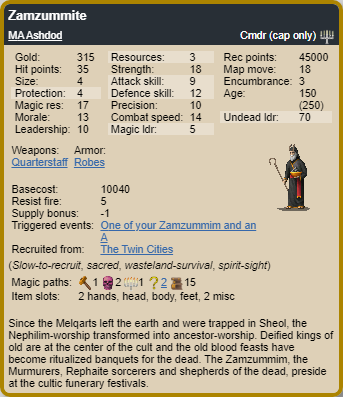 Zamzummite
MA Ashdod Cmdr (cap only)
Gold: 315 Resources: 3 Rec points: 45000
Hit points: 35 Strength: 18 Map move: 18
Size: 4 Attack skill: 9 Encumbrance: 3
Protection: 4 Defence skill: 12 Age: 150
Magic res: 17 Precision: 10 (250)
Morale: 13 Combat speed: 14 Undead ldr: 70
Leadership: 10 Magic ldr: 5
Weapons: Armor:
Quarterstaff Robes
Basecost: 10040
Resist fire: 5
Supply bonus: -1
Triggered events: One of your Zamzummim and an
A
Recruited from: The Twin Cities
(Slow-to-recruit, sacred, wasteland-survival, spirit-sight)
Magic paths: 1 2 1 ?2 15
Item slots: 2 hands, head, body, feet, 2 misc
Since the Melqarts left the earth and were trapped in Sheol, the
Nephilim-worship transformed into ancestor-worship. Deified kings
of old are at the center of the cult and the old blood feasts have
become ritualized banquets for the dead. The Zamzummim, the
Murmurers, Rephaite sorcerers and shepherds of the dead, preside
at the cultic funerary festivals.